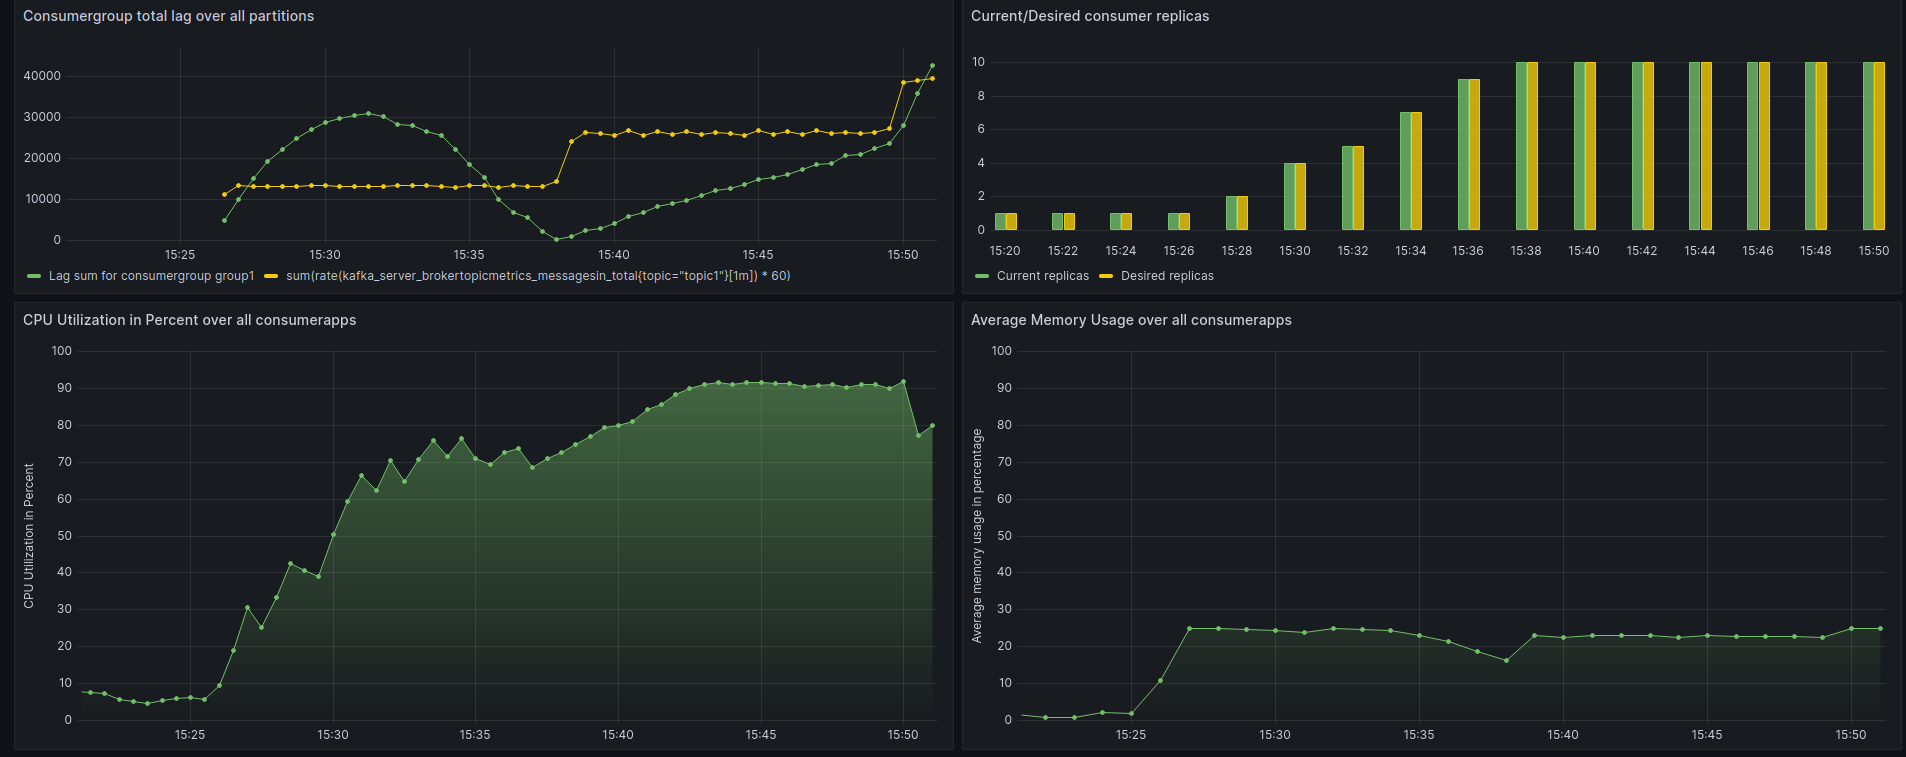 Consumergroup total lag over all partitions
40000
30000
20000
10000
0
15:25 15:30 15:35 15:40 15:45 15:50
Lag sum for consumergroup group1 sum(rate(kafka_server_brokertopicmetrics_messagesin_total{topic="topic1"}[1m]) * 60)
Current/Desired consumer replicas
10
8
6
4
2
0
15:20 15:22 15:24 15:26 15:28 15:30 15:32 15:34 15:36 15:38 15:40 15:42 15:44 15:46 15:48 15:50
Current replicas Desired replicas
CPU Utilization in Percent over all consumerapps
CPU Utilization in Percent
100
90
80
70
60
50
40
30
20
10
0
15:25 15:30 15:35 15:40 15:45 15:50
Average Memory Usage over all consumerapps
Average memory usage in percentage
100
90
80
70
60
50
40
30
20
10
0
15:25 15:30 15:35 15:40 15:45 15:50